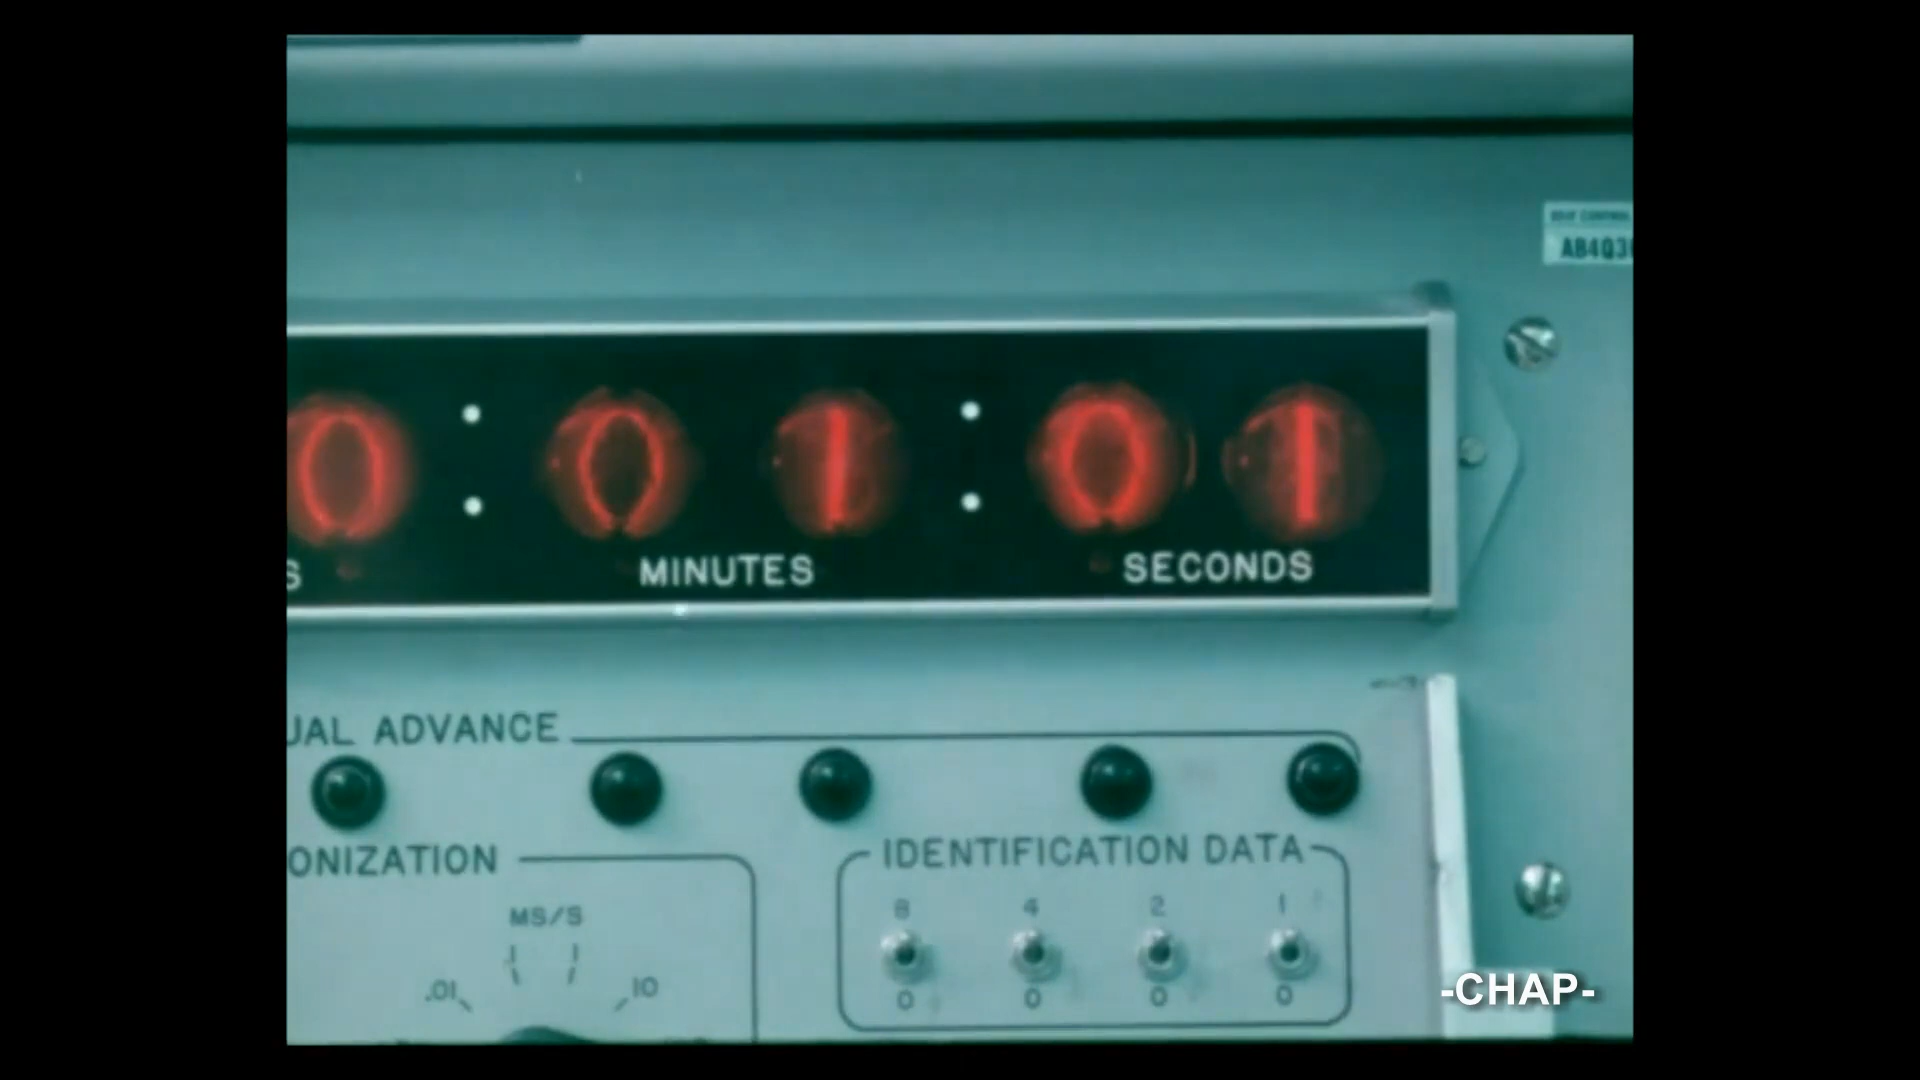 AB4Q3
0 : 0 1 : 0 1
S MINUTES SECONDS
UAL ADVANCE
IDENTIFICATION DATA
ONIZATION
8 4 2 1
MS/S
.01 10
0 0 0 0
-CHAP-